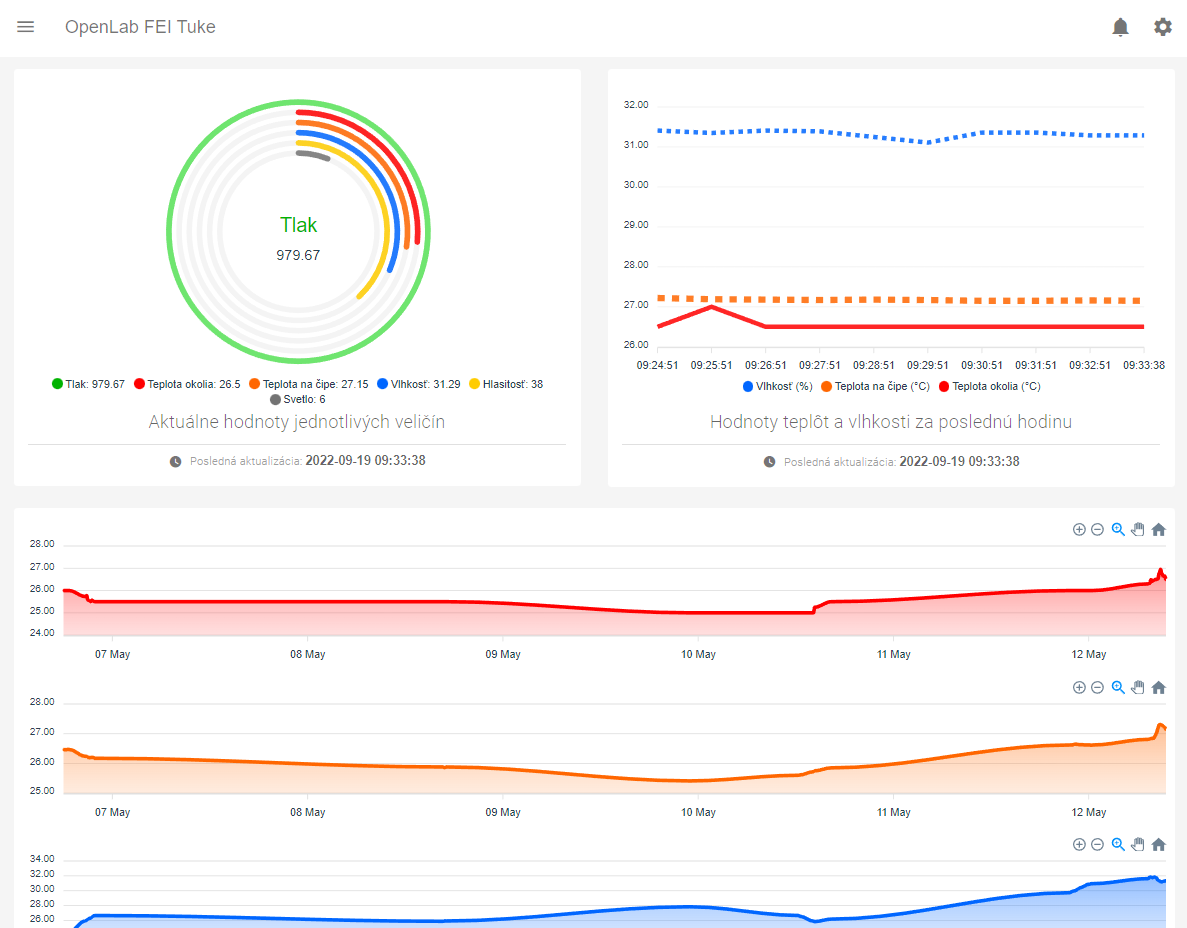 OpenLab FEI Tuke
Tlak
979.67
Tlak: 979.67 Teplota okolia: 26.5 Teplota na čipe: 27.15 Vlhkosť: 31.29 Hlasitosť: 38
Svetlo: 6
Aktuálne hodnoty jednotlivých veličín
Posledná aktualizácia: 2022-09-19 09:33:38
32.00
31.00
30.00
29.00
28.00
27.00
26.00
09:24:51 09:25:51 09:26:51 09:27:51 09:28:51 09:29:51 09:30:51 09:31:51 09:32:51 09:33:38
Vlhkosť (%) Teplota na čipe (°C) Teplota okolia (°C)
Hodnoty teplôt a vlhkosti za poslednú hodinu
Posledná aktualizácia: 2022-09-19 09:33:38
28.00
27.00
26.00
25.00
24.00
07 May 08 May 09 May 10 May 11 May 12 May
28.00
27.00
26.00
25.00
07 May 08 May 09 May 10 May 11 May 12 May
34.00
32.00
30.00
28.00
26.00